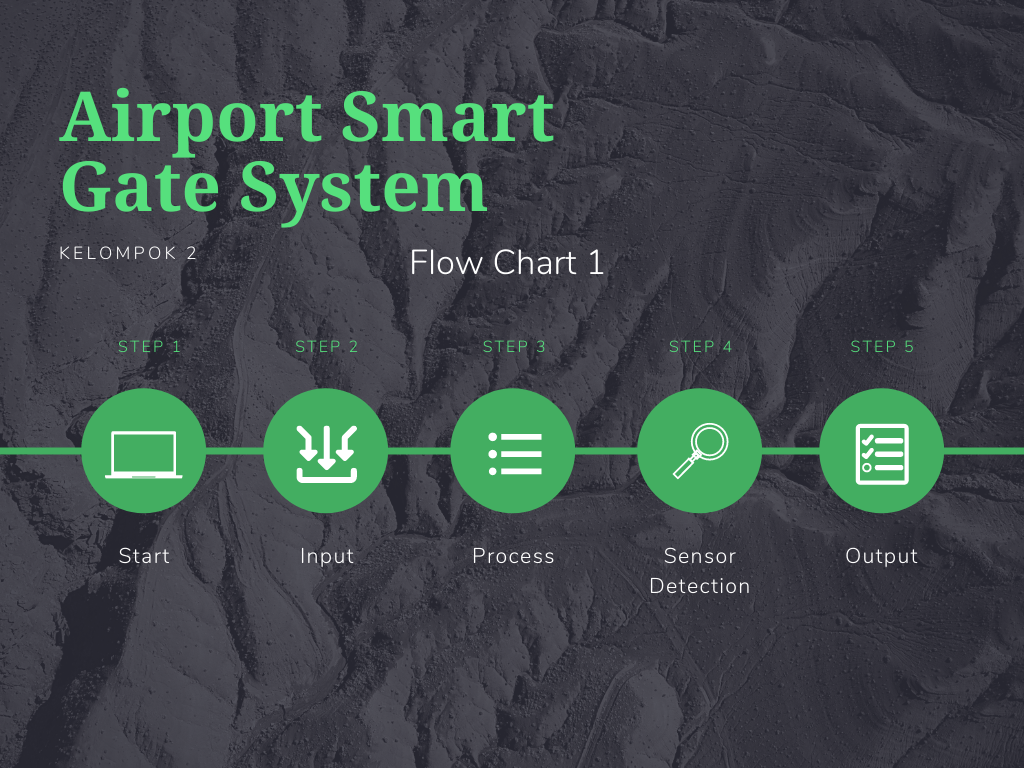 Airport Smart
Gate System
KELOMPOK 2
Flow Chart 1
STEP 1
STEP 2
STEP 3
STEP 4
STEP 5
Start
Input
Process
Sensor
Detection
Output